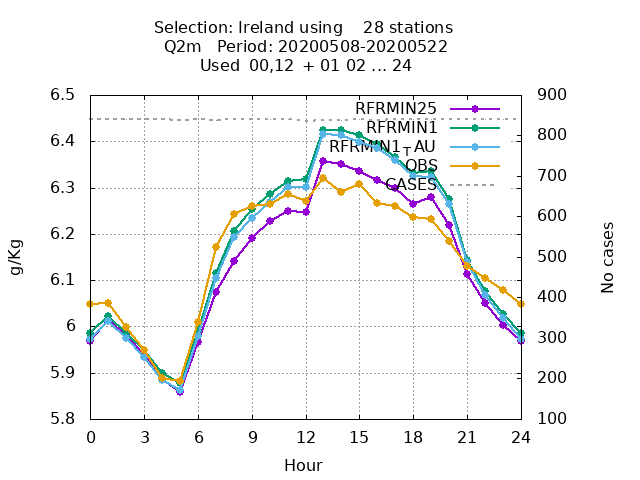 Selection: Ireland using 28 stations
Q2m Period: 20200508-20200522
Used 00,12 + 01 02 ... 24
6.5
6.4
6.3
6.2
6.1
6
5.9
5.8
g/Kg
RFRMIN25
RFRMIN1
RFRMIN1_TAU
OBS
CASES
900
800
700
600
500
400
300
200
100
No cases
0 3 6 9 12 15 18 21 24
Hour